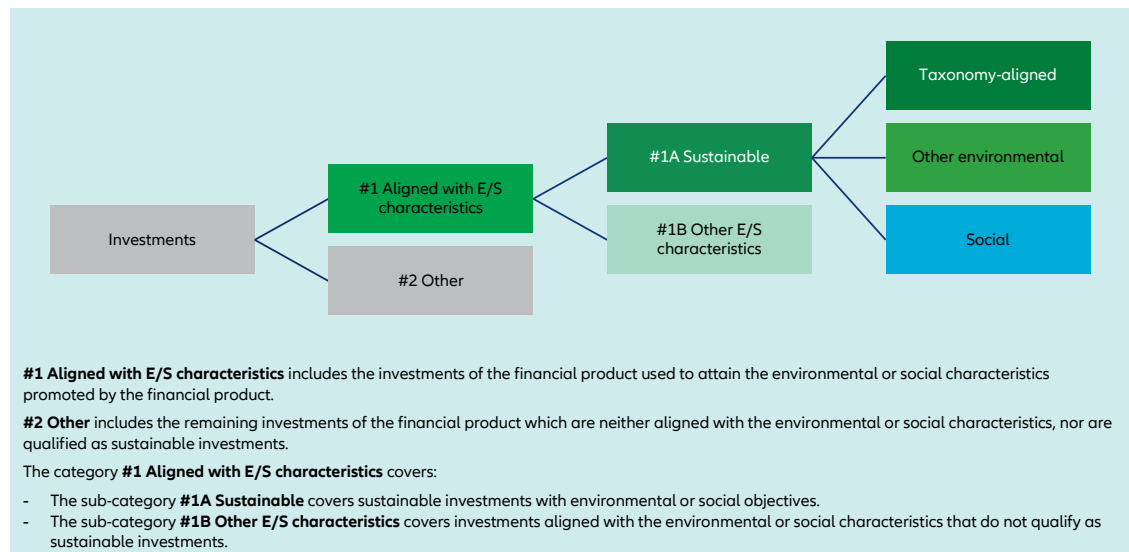 Taxonomy-aligned
#1A Sustainable
Other environmental
#1 Aligned with E/S
characteristics
Investments
#1B Other E/S
characteristics
Social
#2 Other
#1 Aligned with E/S characteristics includes the investments of the financial product used to attain the environmental or social characteristics
promoted by the financial product.
#2 Other includes the remaining investments of the financial product which are neither aligned with the environmental or social characteristics, nor are
qualified as sustainable investments.
The category #1 Aligned with E/S characteristics covers:
- The sub-category #1A Sustainable covers sustainable investments with environmental or social objectives.
- The sub-category #1B Other E/S characteristics covers investments aligned with the environmental or social characteristics that do not qualify as
sustainable investments.